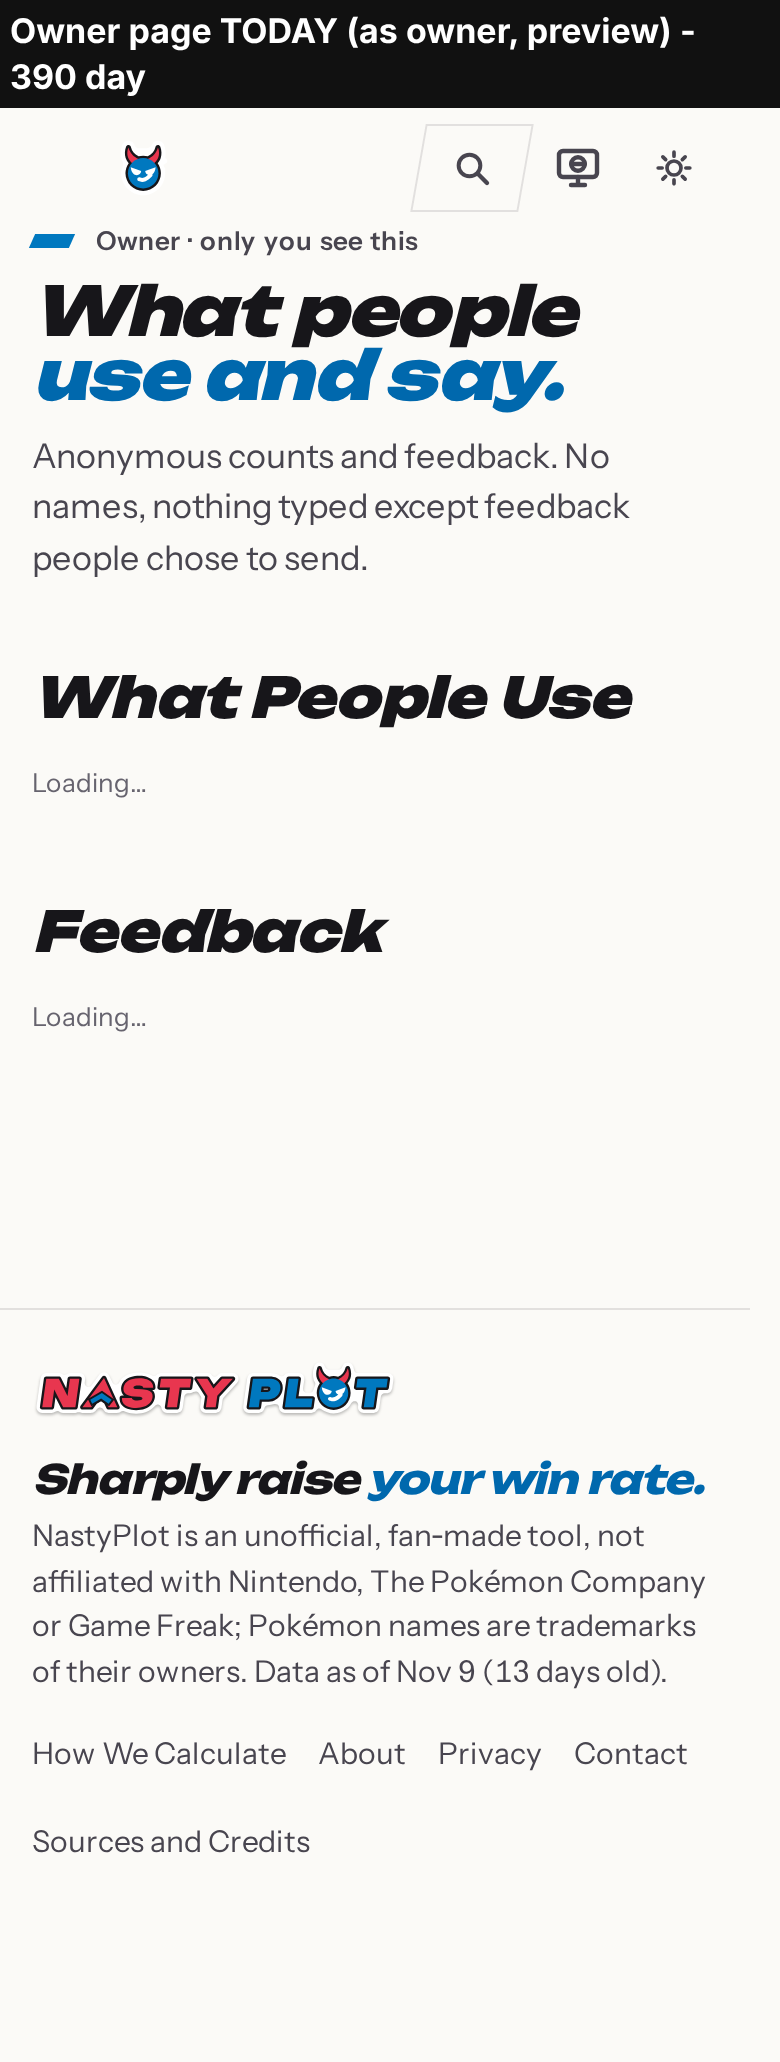 Owner page TODAY (as owner, preview) -
390 day
Owner · only you see this
What people
use and say.
Anonymous counts and feedback. No
names, nothing typed except feedback
people chose to send.
What People Use
Loading...
Feedback
Loading...
NASTY PLOT
Sharply raise your win rate.
NastyPlot is an unofficial, fan-made tool, not
affiliated with Nintendo, The Pokémon Company
or Game Freak; Pokémon names are trademarks
of their owners. Data as of Nov 9 (13 days old).
How We Calculate About Privacy Contact
Sources and Credits